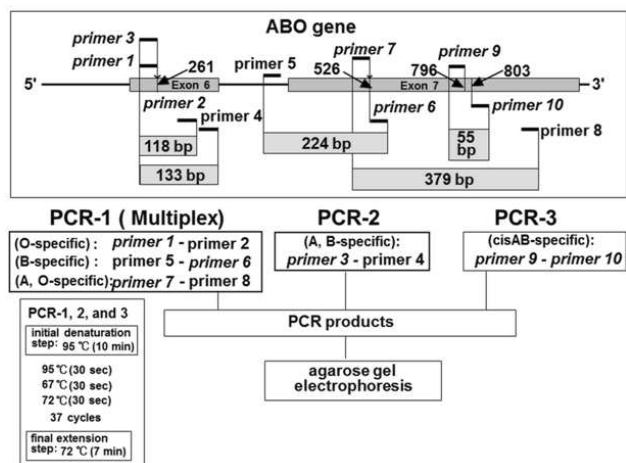 ABO gene
primer 3
primer 7
primer 9
primer 1
261
primer 5
526
796
803
5'
Exon 6
Exon 7
3'
primer 2
primer 4
primer 6
primer 10
primer 8
118 bp
224 bp
55
bp
133 bp
379 bp
PCR-1 ( Multiplex)
PCR-2
PCR-3
(O-specific) : primer 1 - primer 2
(B-specific) : primer 5 - primer 6
(A, O-specific): primer 7 - primer 8
(A, B-specific):
primer 3 - primer 4
(cisAB-specific):
primer 9 - primer 10
PCR-1, 2, and 3
initial denaturation
step: 95 ℃ (10 min)
95 ℃ (30 sec)
67 ℃ (30 sec)
72 ℃ (30 sec)
37 cycles
final extension
step: 72 ℃ (7 min)
PCR products
agarose gel
electrophoresis